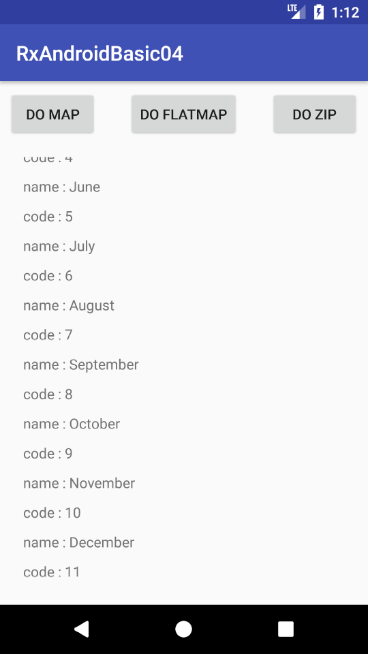 LTE 1:12
RxAndroidBasic04
DO MAP DO FLATMAP DO ZIP
code : 4
name : June
code : 5
name : July
code : 6
name : August
code : 7
name : September
code : 8
name : October
code : 9
name : November
code : 10
name : December
code : 11